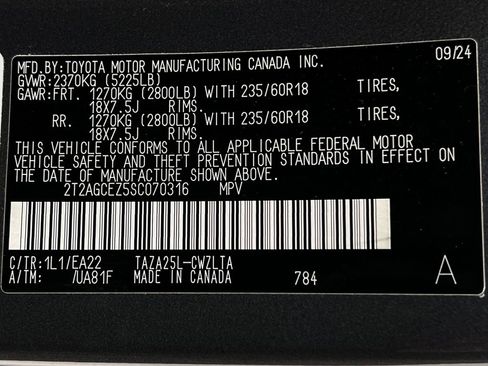 MFD.BY:TOYOTA MOTOR MANUFACTURING CANADA INC. 09/24
GVWR:2370KG (5225LB)
GAWR:FRT. 1270KG (2800LB) WITH 235/60R18 TIRES,
18X7.5J RIMS.
RR. 1270KG (2800LB) WITH 235/60R18 TIRES,
18X7.5J RIMS.
THIS VEHICLE CONFORMS TO ALL APPLICABLE FEDERAL MOTOR
VEHICLE SAFETY AND THEFT PREVENTION STANDARDS IN EFFECT ON
THE DATE OF MANUFACTURE SHOWN ABOVE.
2T2AGCEZ5SC070316 MPV
C/TR:1L1/EA22 TAZA25L-CWZLTA
A/TM: /UA81F MADE IN CANADA 784 A